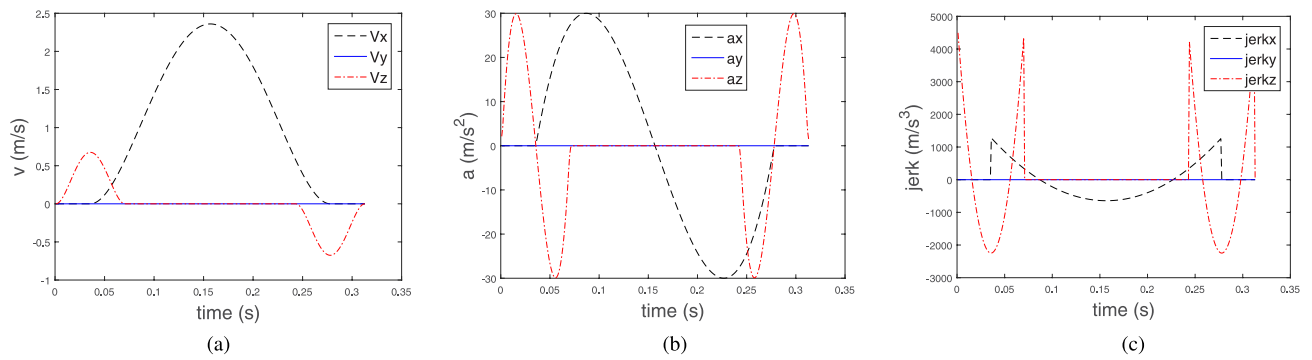 2.5
2
1.5
1
0.5
0
-0.5
-1
v (m/s)
0 0.05 0.1 0.15 0.2 0.25 0.3 0.35
time (s)
Vx
Vy
Vz
(a)
30
20
10
0
-10
-20
-30
a (m/s²)
0 0.05 0.1 0.15 0.2 0.25 0.3 0.35
time (s)
ax
ay
az
(b)
5000
4000
3000
2000
1000
0
-1000
-2000
-3000
jerk (m/s³)
0 0.05 0.1 0.15 0.2 0.25 0.3 0.35
time (s)
jerkx
jerky
jerkz
(c)